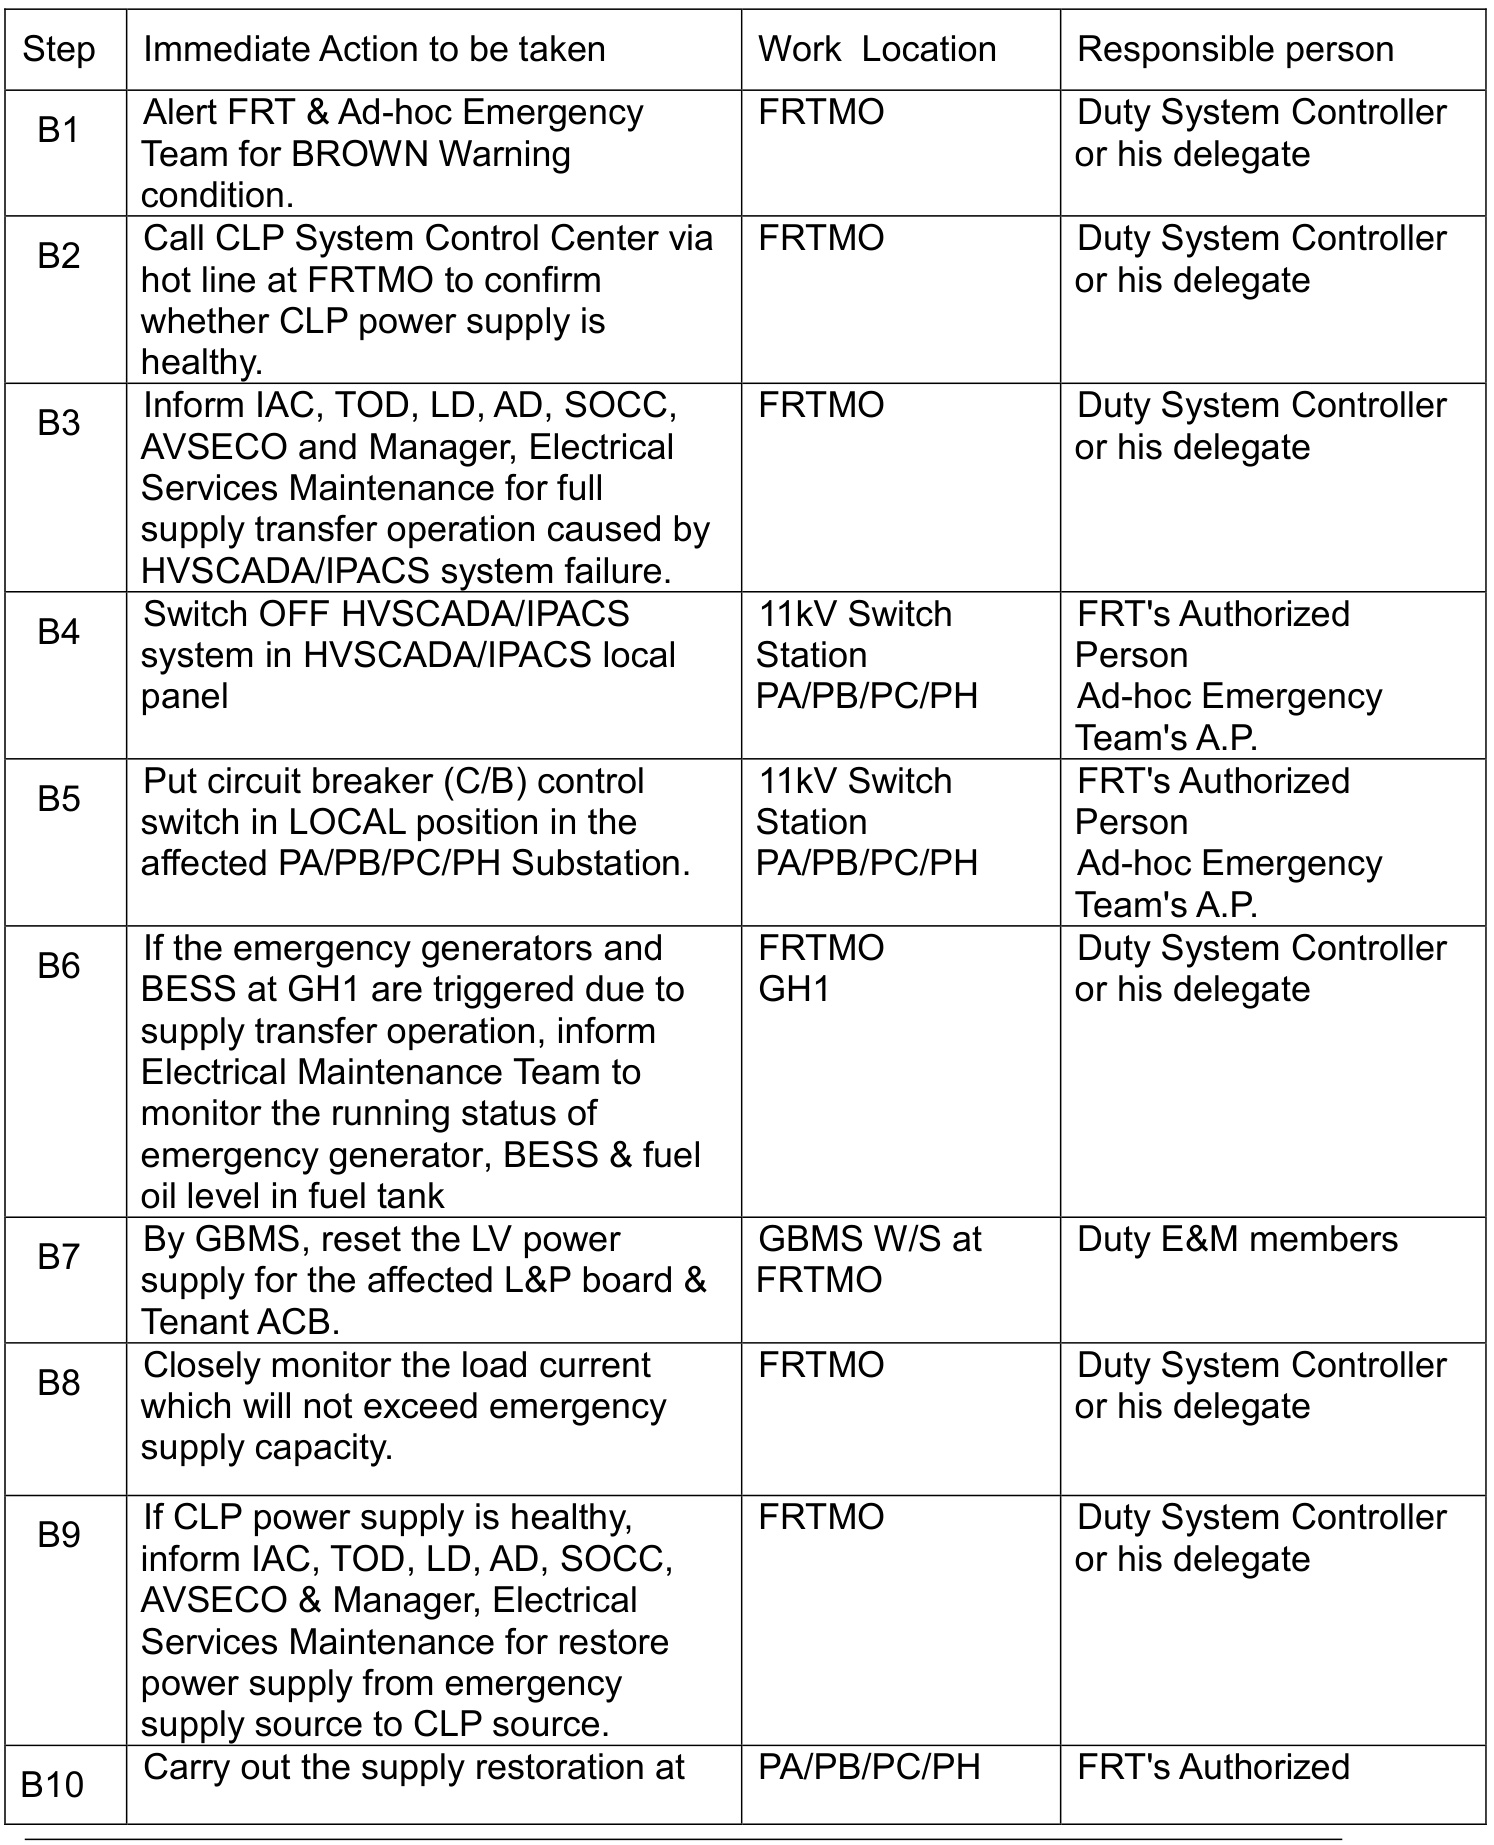 Step Immediate Action to be taken Work Location Responsible person
B1
Alert FRT & Ad-hoc Emergency
Team for BROWN Warning
condition.
FRTMO
Duty System Controller
or his delegate
B2
Call CLP System Control Center via
hot line at FRTMO to confirm
whether CLP power supply is
healthy.
FRTMO
Duty System Controller
or his delegate
B3
Inform IAC, TOD, LD, AD, SOCC,
AVSECO and Manager, Electrical
Services Maintenance for full
supply transfer operation caused by
HVSCADA/IPACS system failure.
FRTMO
Duty System Controller
or his delegate
B4
Switch OFF HVSCADA/IPACS
system in HVSCADA/IPACS local
panel
11kV Switch
Station
PA/PB/PC/PH
FRT's Authorized
Person
Ad-hoc Emergency
Team's A.P.
B5
Put circuit breaker (C/B) control
switch in LOCAL position in the
affected PA/PB/PC/PH Substation.
11kV Switch
Station
PA/PB/PC/PH
FRT's Authorized
Person
Ad-hoc Emergency
Team's A.P.
B6
If the emergency generators and
BESS at GH1 are triggered due to
supply transfer operation, inform
Electrical Maintenance Team to
monitor the running status of
emergency generator, BESS & fuel
oil level in fuel tank
FRTMO
GH1
Duty System Controller
or his delegate
B7
By GBMS, reset the LV power
supply for the affected L&P board &
Tenant ACB.
GBMS W/S at
FRTMO
Duty E&M members
B8
Closely monitor the load current
which will not exceed emergency
supply capacity.
FRTMO
Duty System Controller
or his delegate
B9
If CLP power supply is healthy,
inform IAC, TOD, LD, AD, SOCC,
AVSECO & Manager, Electrical
Services Maintenance for restore
power supply from emergency
supply source to CLP source.
FRTMO
Duty System Controller
or his delegate
B10
Carry out the supply restoration at
PA/PB/PC/PH
FRT's Authorized